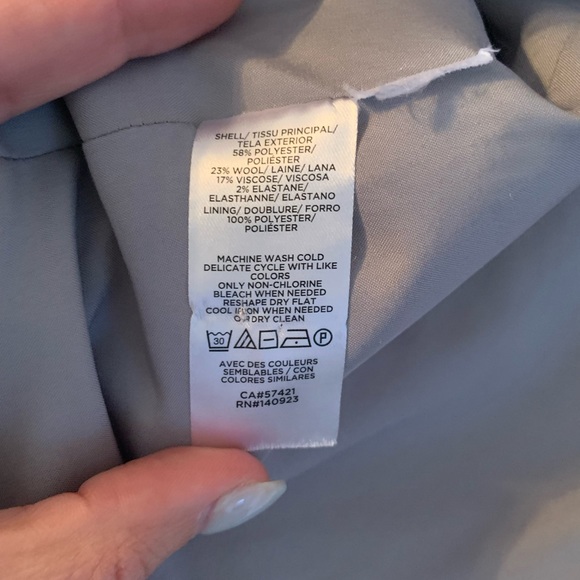 SHELL/ TISSU PRINCIPAL/
TELA EXTERIOR
58% POLYESTER/
POLIÉSTER
23% WOOL/ LAINE/ LANA
17% VISCOSE/ VISCOSA
2% ELASTANE/
ELASTHANNE/ ELASTANO
LINING/ DOUBLURE/ FORRO
100% POLYESTER/
POLIÉSTER
MACHINE WASH COLD
DELICATE CYCLE WITH LIKE
COLORS
ONLY NON-CHLORINE
BLEACH WHEN NEEDED
RESHAPE DRY FLAT
COOL IRON WHEN NEEDED
OR DRY CLEAN
30 P
AVEC DES COULEURS
SEMBLABLES / CON
COLORES SIMILARES
CA#57421
RN#140923